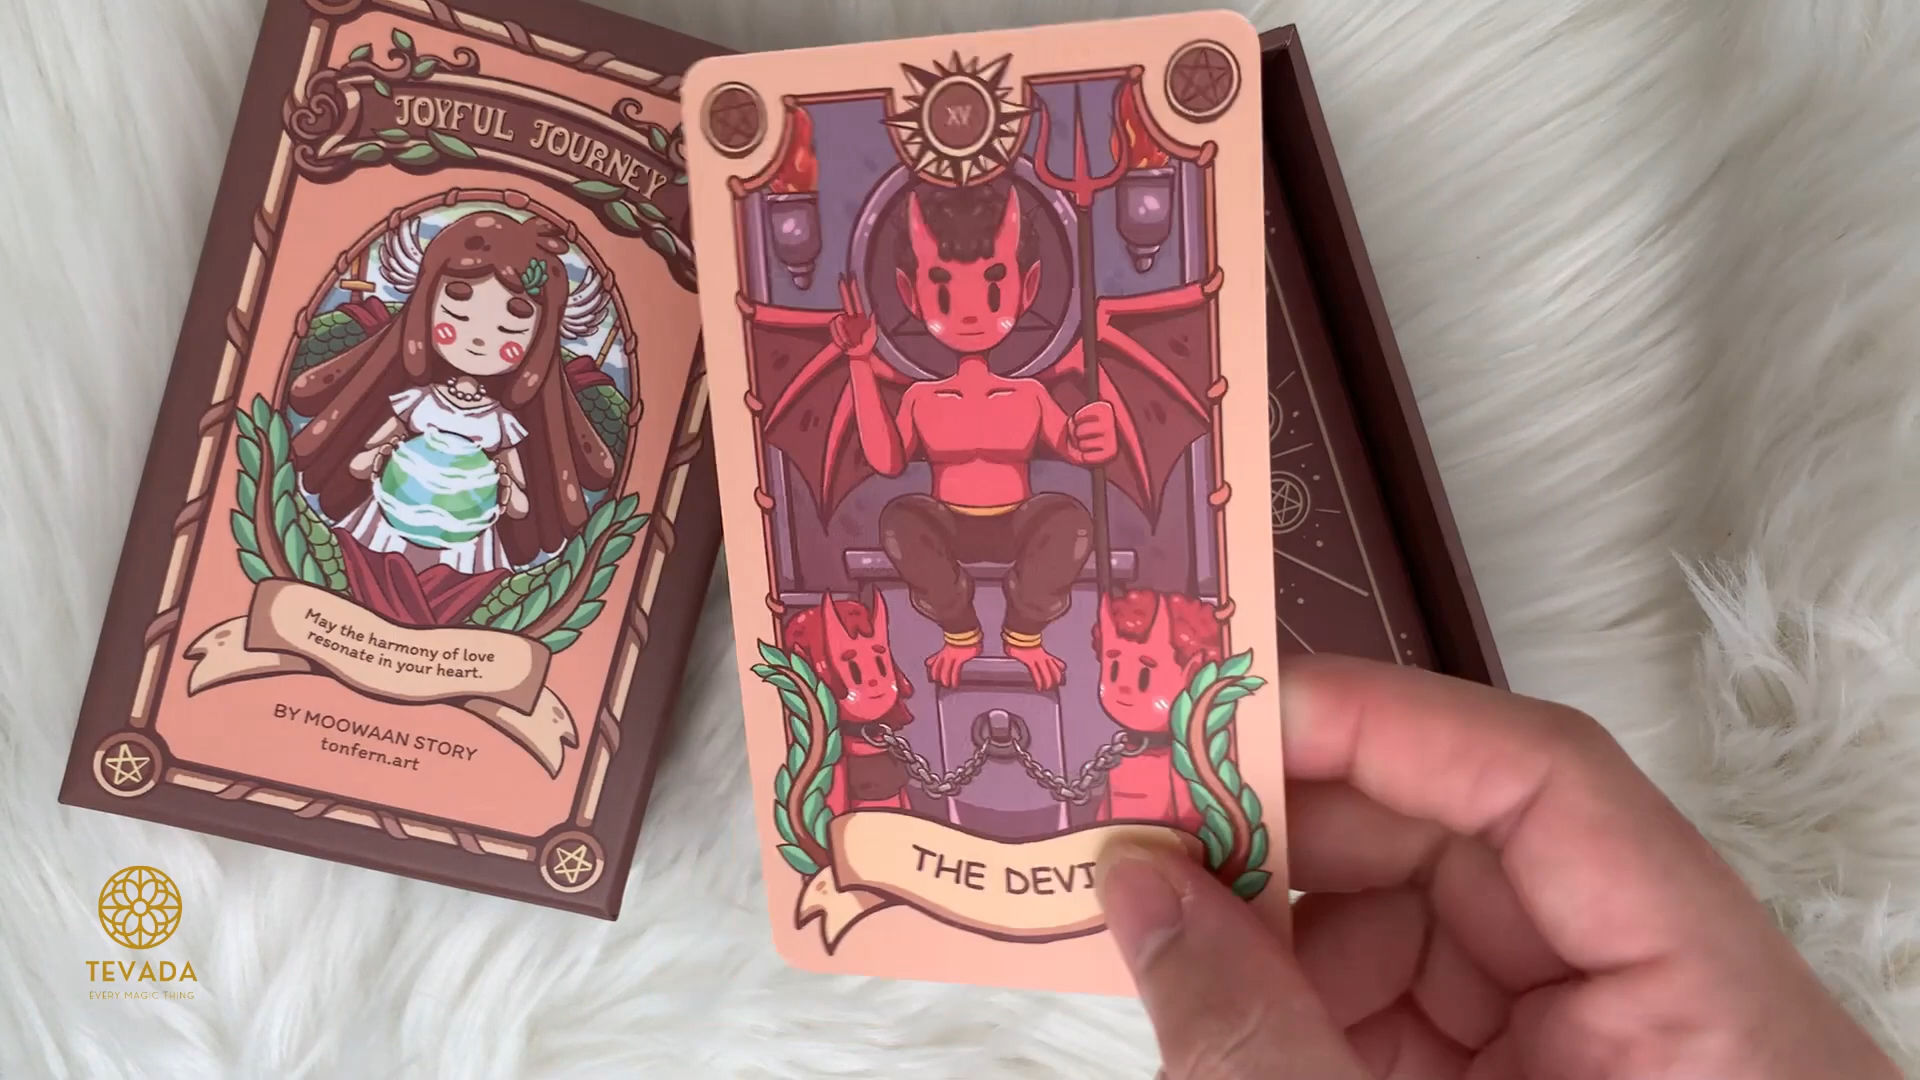 JOYFUL JOURNEY
May the harmony of love
resonate in your heart.
BY MOOWAAN STORY
tonfern.art
XV
THE DEVI
TEVADA
EVERY MAGIC THING